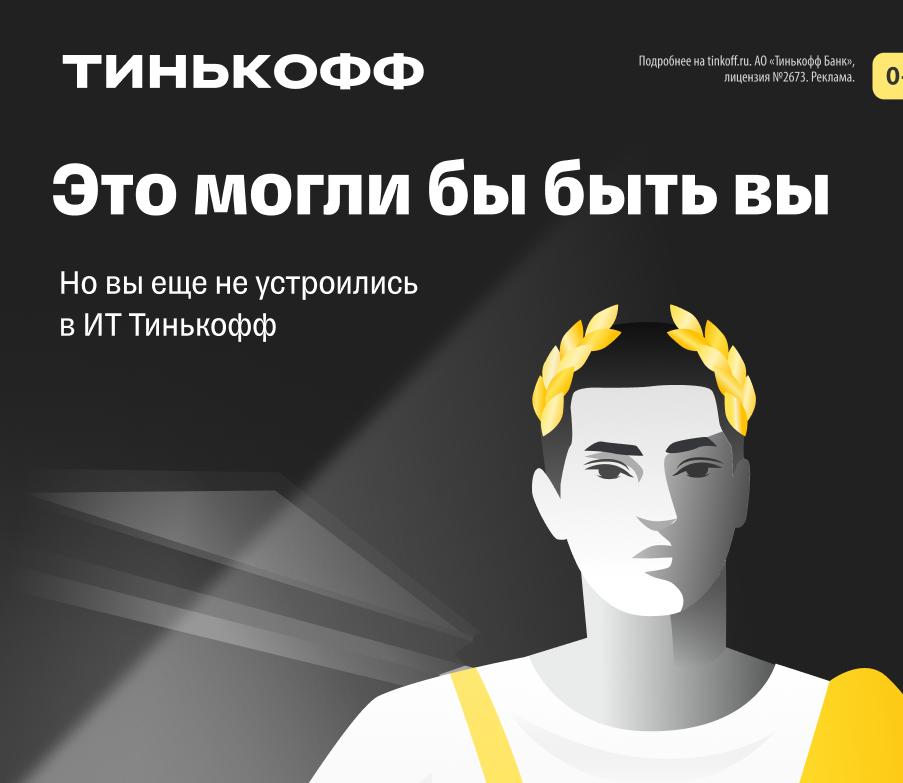 ТИНЬКОФФ
Подробнее на tinkoff.ru. АО «Тинькофф Банк»,
лицензия №2673. Реклама.
Это могли бы быть вы
Но вы еще не устроились
в ИТ Тинькофф